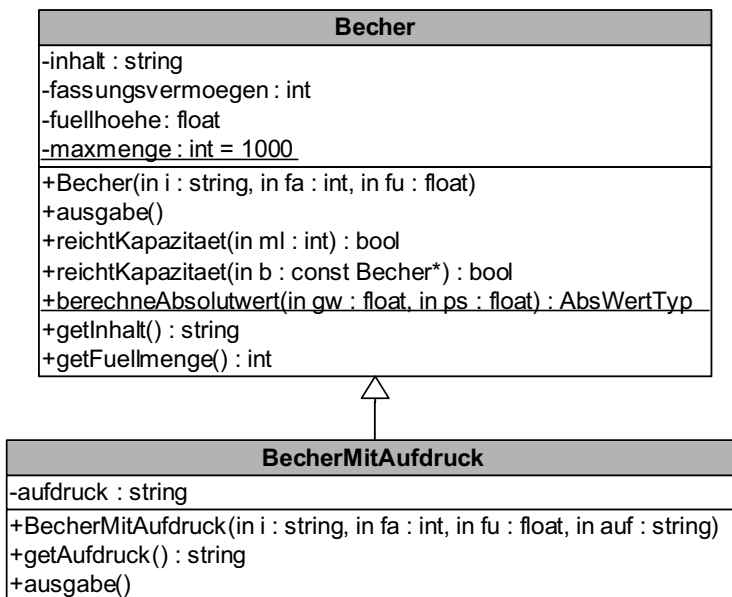 Becher
-inhalt : string
-fassungsvermoegen : int
-fuellhoehe: float
-maxmenge : int = 1000
+Becher(in i : string, in fa : int, in fu : float)
+ausgabe()
+reichtKapazitaet(in ml : int) : bool
+reichtKapazitaet(in b : const Becher*) : bool
+berechneAbsolutwert(in gw : float, in ps : float) : AbsWertTyp
+getInhalt() : string
+getFuellmenge() : int
BecherMitAufdruck
-aufdruck : string
+BecherMitAufdruck(in i : string, in fa : int, in fu : float, in auf : string)
+getAufdruck() : string
+ausgabe()